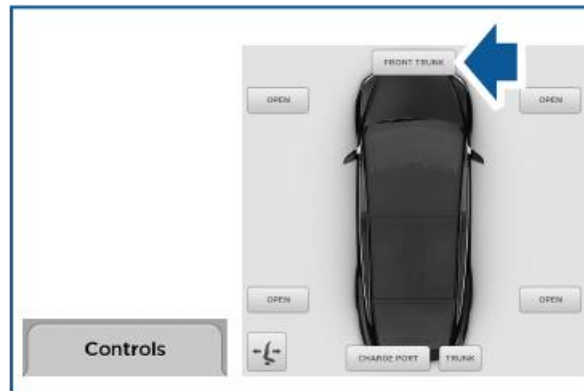 FRONT TRUNK
OPEN OPEN
OPEN OPEN
Controls
CHARGE PORT TRUNK